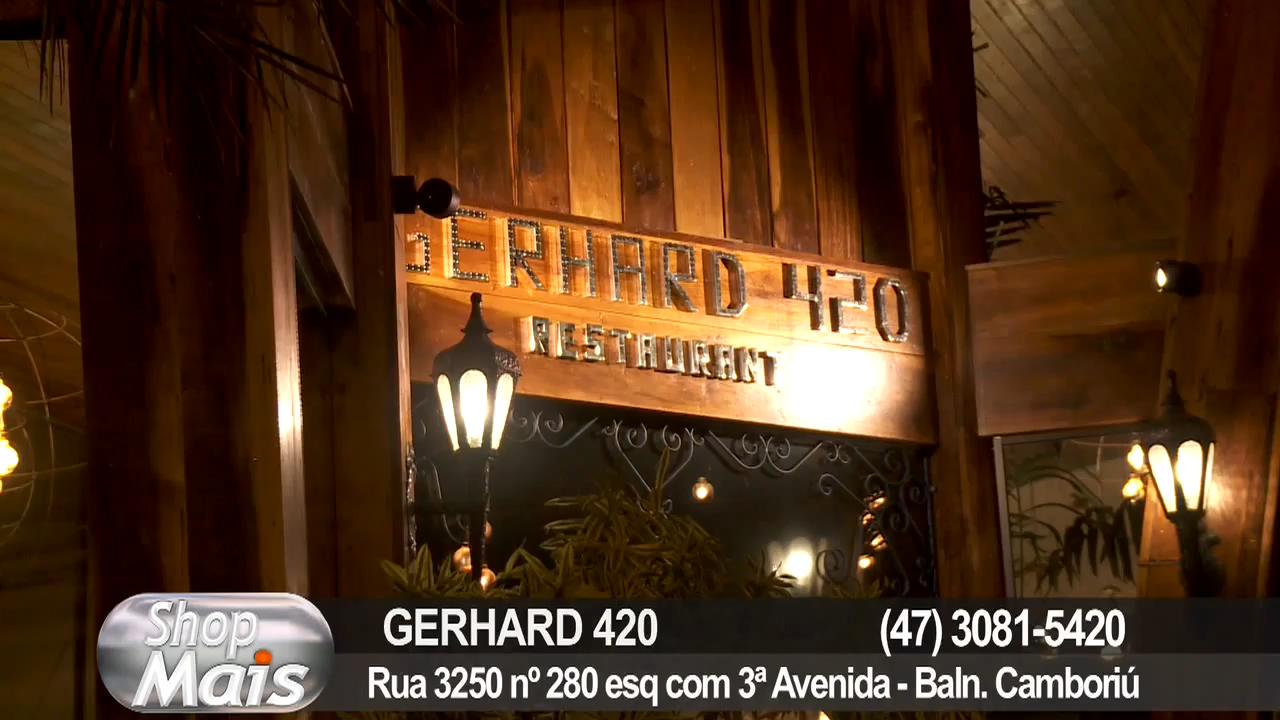 GERHARD 420
RESTAURANT
Shop
Mais
GERHARD 420
(47) 3081-5420
Rua 3250 nº 280 esq com 3ª Avenida - Baln. Camboriú